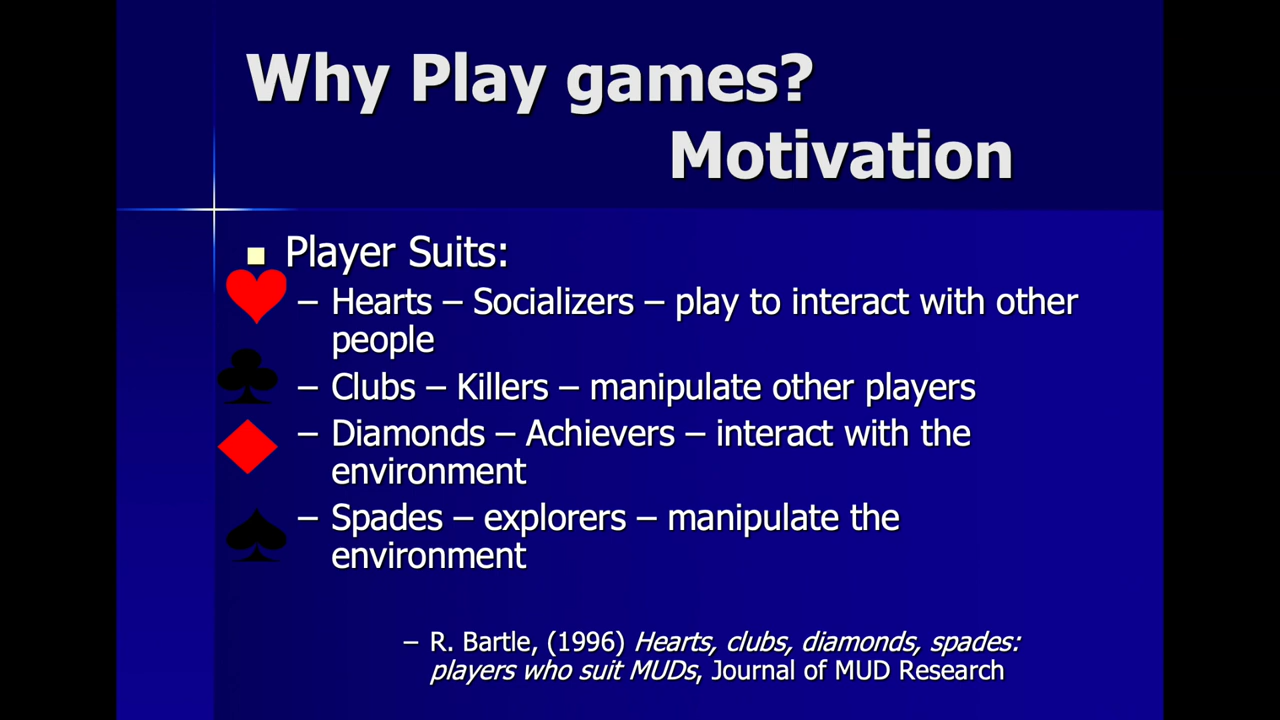 Why Play games?
Motivation
Player Suits:
– Hearts – Socializers – play to interact with other
people
– Clubs – Killers – manipulate other players
– Diamonds – Achievers – interact with the
environment
– Spades – explorers – manipulate the
environment
– R. Bartle, (1996) Hearts, clubs, diamonds, spades:
players who suit MUDs, Journal of MUD Research